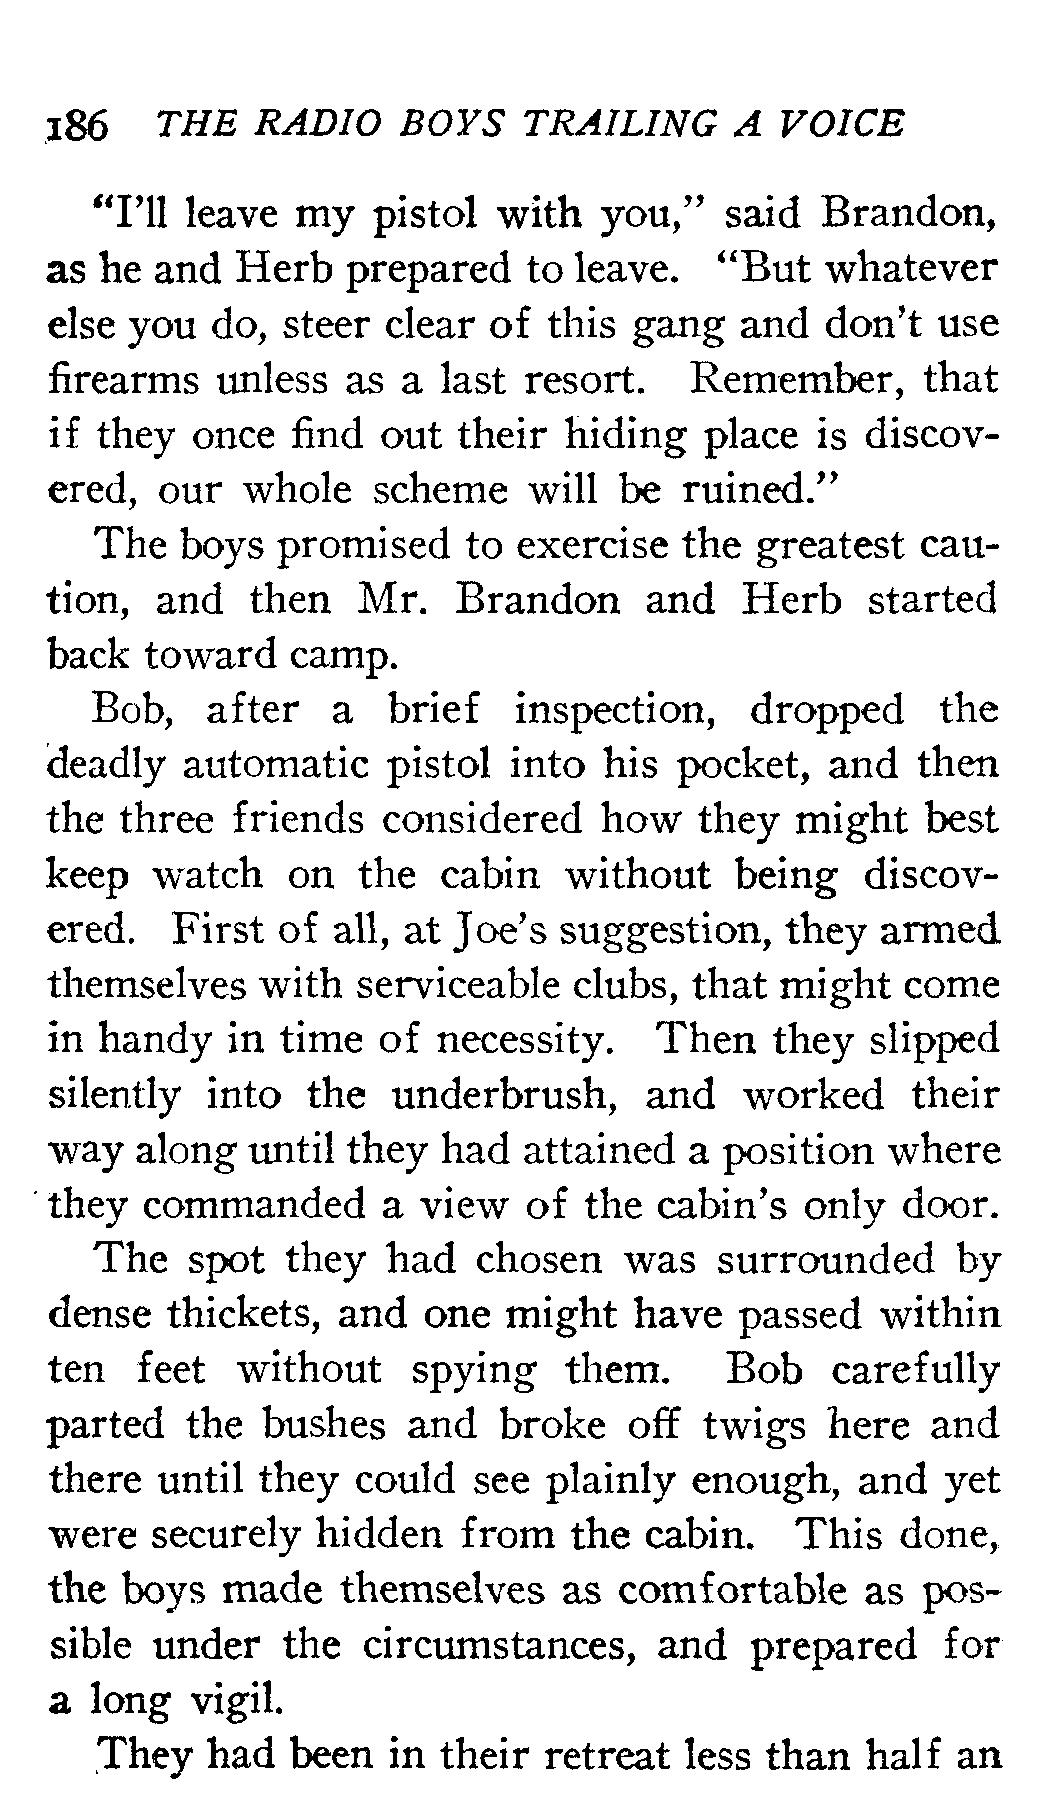 186 THE RADIO BOYS TRAILING A VOICE
"I'll leave my pistol with you," said Brandon,
as he and Herb prepared to leave. "But whatever
else you do, steer clear of this gang and don't use
firearms unless as a last resort. Remember, that
if they once find out their hiding place is discov-
ered, our whole scheme will be ruined."
The boys promised to exercise the greatest cau-
tion, and then Mr. Brandon and Herb started
back toward camp.
Bob, after a brief inspection, dropped the
deadly automatic pistol into his pocket, and then
the three friends considered how they might best
keep watch on the cabin without being discov-
ered. First of all, at Joe's suggestion, they armed
themselves with serviceable clubs, that might come
in handy in time of necessity. Then they slipped
silently into the underbrush, and worked their
way along until they had attained a position where
they commanded a view of the cabin's only door.
The spot they had chosen was surrounded by
dense thickets, and one might have passed within
ten feet without spying them. Bob carefully
parted the bushes and broke off twigs here and
there until they could see plainly enough, and yet
were securely hidden from the cabin. This done,
the boys made themselves as comfortable as pos-
sible under the circumstances, and prepared for
a long vigil.
They had been in their retreat less than half an